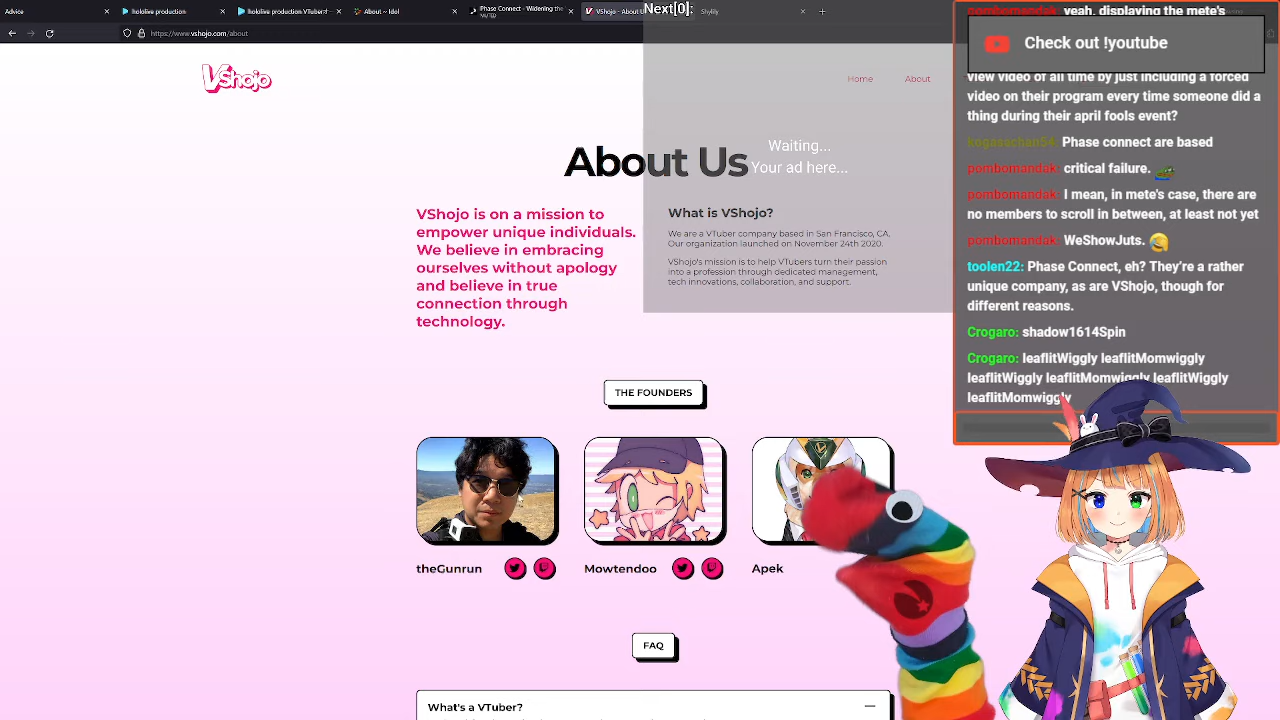 Advice
hololive production
hololive production VTuber
About ~ Idol
Phase Connect - Widening the
VShojo - About U
Shylily
Next[0]:
https://www.vshojo.com/about
VShojo
Home
About
Waiting...
Your ad here...
About Us
VShojo is on a mission to
empower unique individuals.
We believe in embracing
ourselves without apology
and believe in true
connection through
technology.
What is VShojo?
We are a VTuber company based in San Francisco, CA.
Our organization launched on November 24th 2020.
VShojo's mission is to help VTubers turn their passion
into a profession through dedicated management,
tech innovations, collaboration, and support.
THE FOUNDERS
theGunrun
Mowtendoo
Apek
FAQ
What's a VTuber?
pombomandak: yeah, displaying the mete's
Check out !youtube
view video of all time by just including a forced
video on their program every time someone did a
thing during their april fools event?
kogasachan54: Phase connect are based
pombomandak: critical failure.
pombomandak: I mean, in mete's case, there are
no members to scroll in between, at least not yet
pombomandak: WeShowJuts.
toolen22: Phase Connect, eh? They're a rather
unique company, as are VShojo, though for
different reasons.
Crogaro: shadow1614Spin
Crogaro: leaflitWiggly leaflitMomwiggly
leaflitWiggly leaflitMomwiggly leaflitWiggly
leaflitMomwiggly